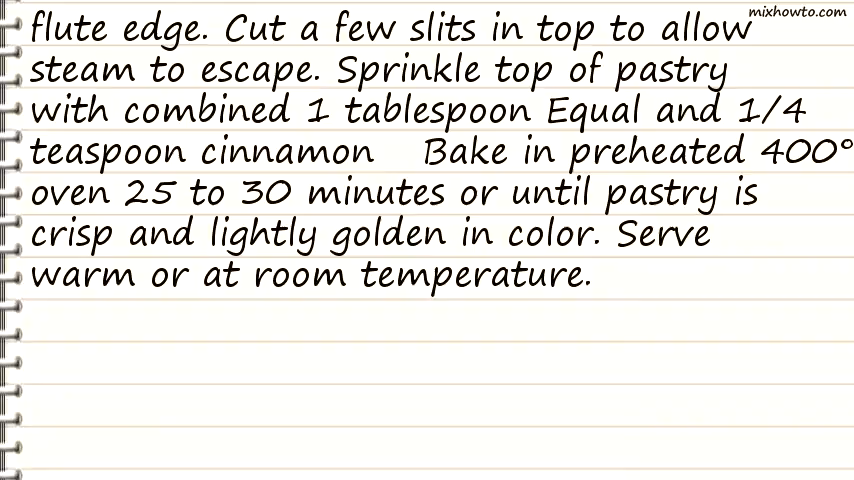 mixhowto.com
flute edge. Cut a few slits in top to allow
steam to escape. Sprinkle top of pastry
with combined 1 tablespoon Equal and 1/4
teaspoon cinnamon   Bake in preheated 400°
oven 25 to 30 minutes or until pastry is
crisp and lightly golden in color. Serve
warm or at room temperature.